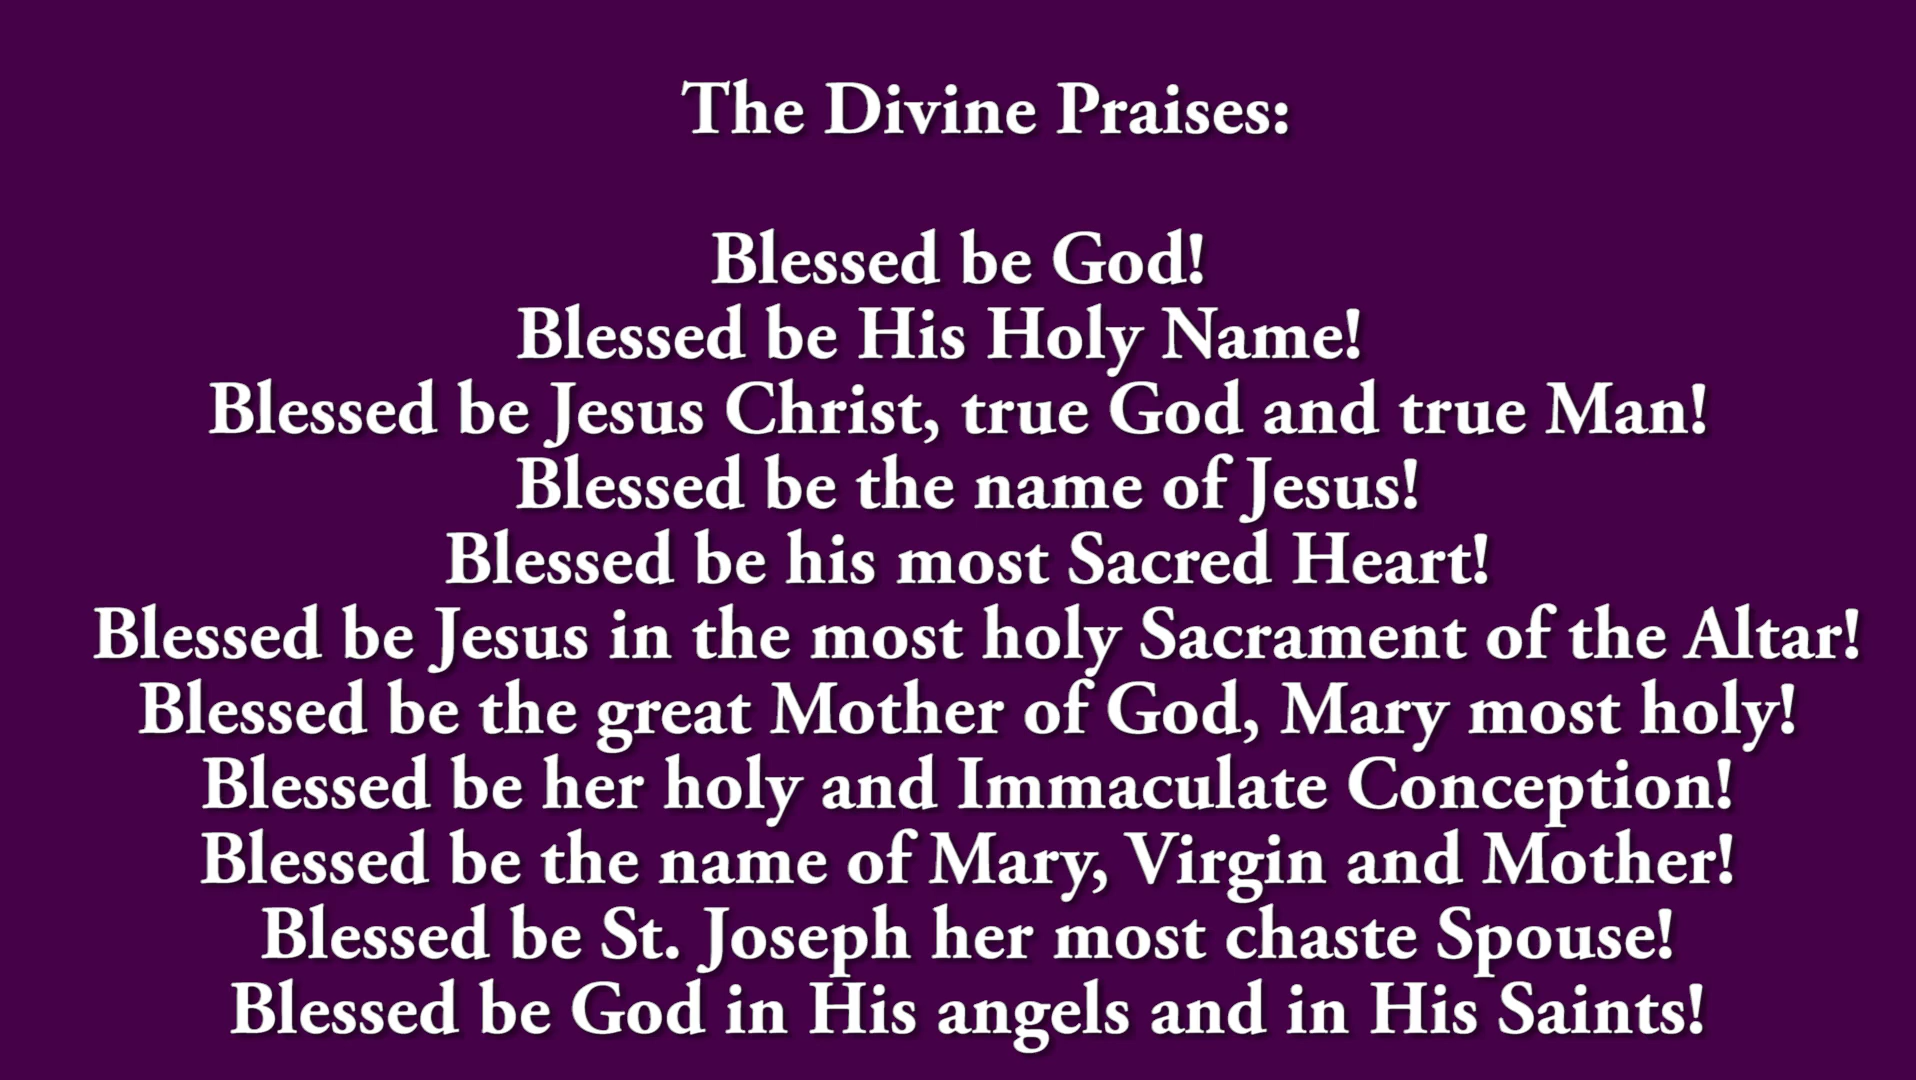 The Divine Praises:
Blessed be God!
Blessed be His Holy Name!
Blessed be Jesus Christ, true God and true Man!
Blessed be the name of Jesus!
Blessed be his most Sacred Heart!
Blessed be Jesus in the most holy Sacrament of the Altar!
Blessed be the great Mother of God, Mary most holy!
Blessed be her holy and Immaculate Conception!
Blessed be the name of Mary, Virgin and Mother!
Blessed be St. Joseph her most chaste Spouse!
Blessed be God in His angels and in His Saints!